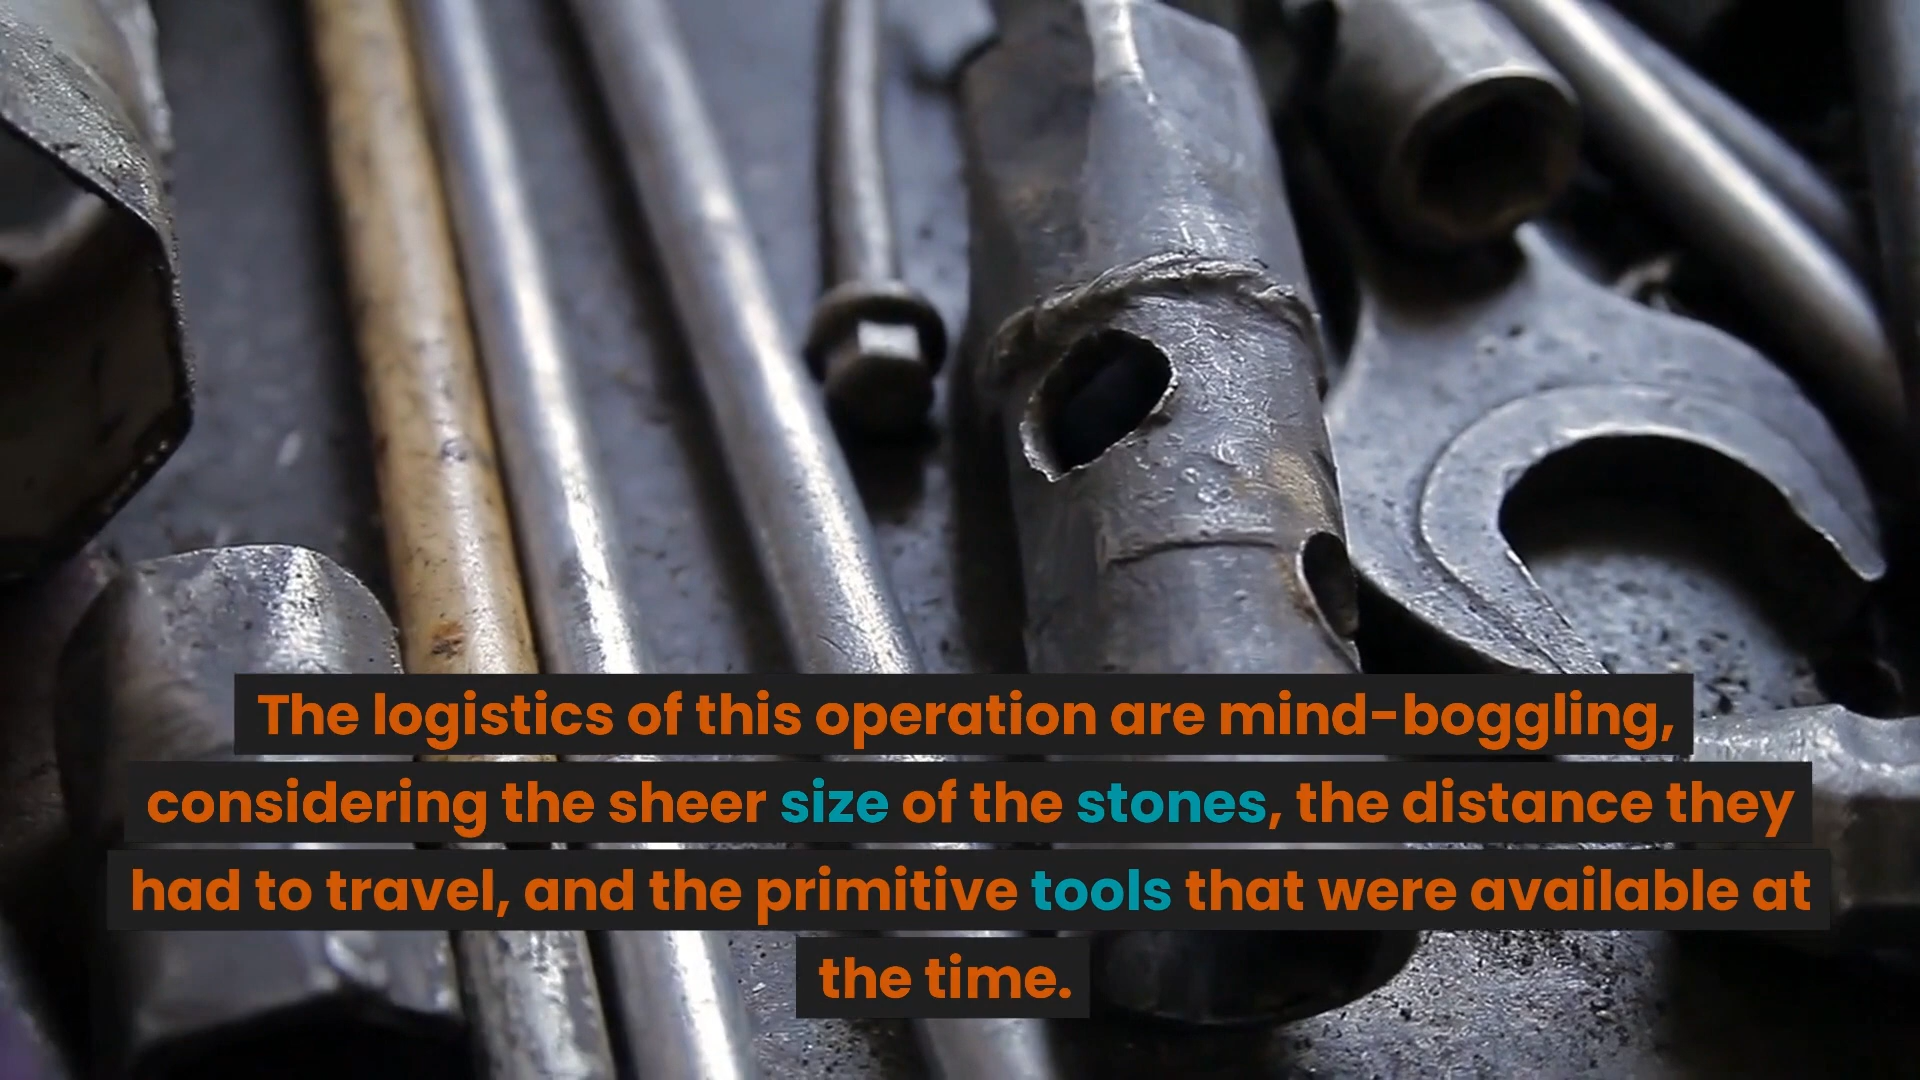 The logistics of this operation are mind-boggling,
considering the sheer size of the stones, the distance they
had to travel, and the primitive tools that were available at
the time.